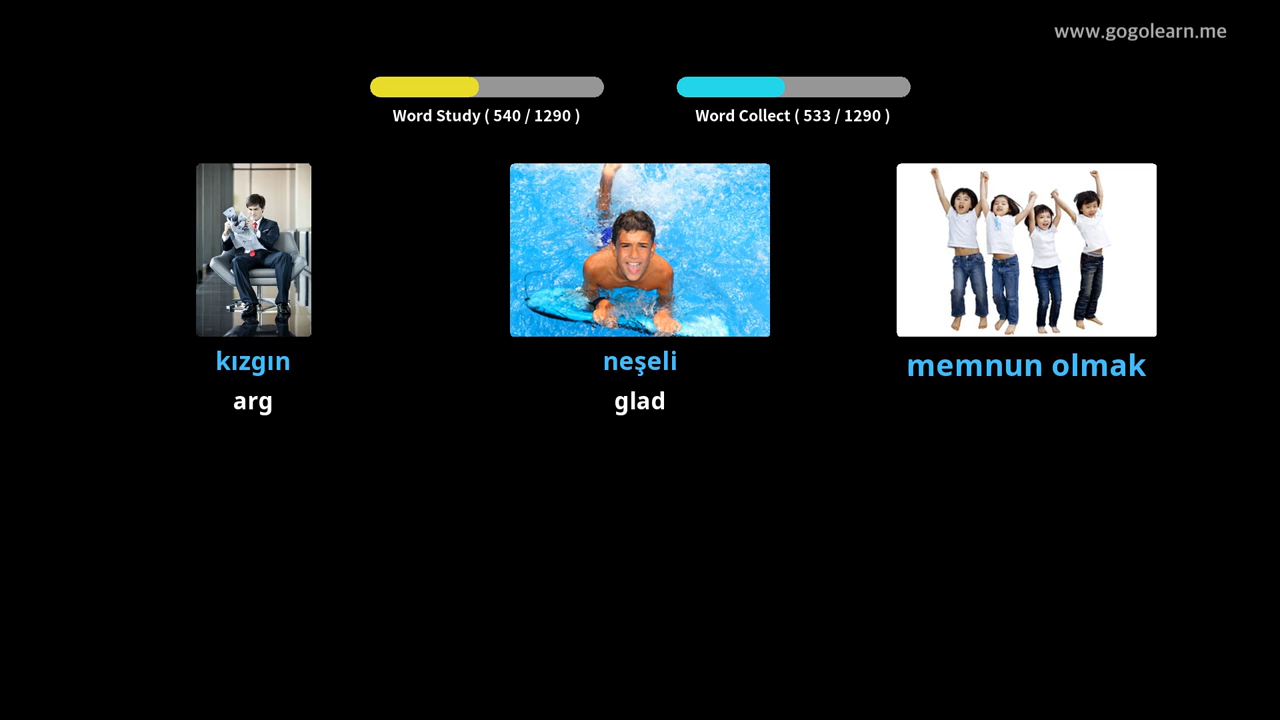 www.gogolearn.me
Word Study ( 540 / 1290 )
Word Collect ( 533 / 1290 )
kızgın
neşeli
memnun olmak
arg
glad